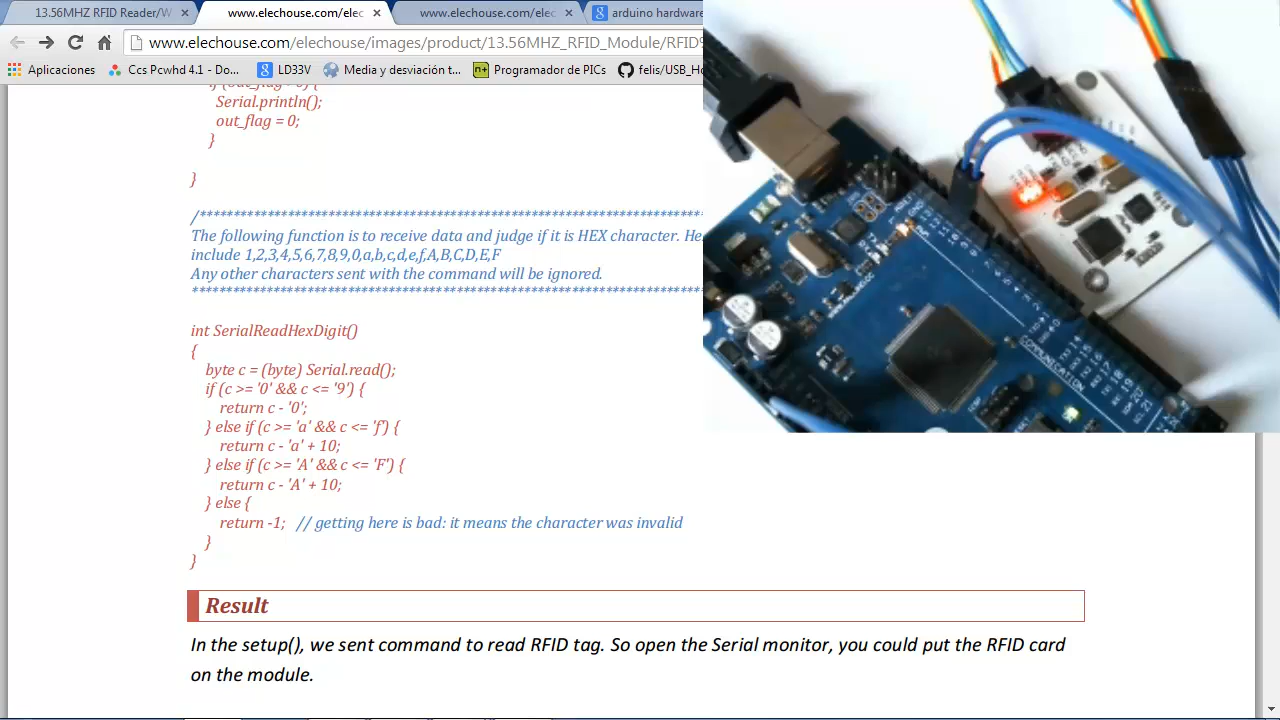 13.56MHZ RFID Reader/W
www.elechouse.com/elec
www.elechouse.com/elec
arduino hardware
www.elechouse.com/elechouse/images/product/13.56MHZ_RFID_Module/RFID
Aplicaciones
Ccs Pcwhd 4.1 - Do...
LD33V
Media y desviación t...
Programador de PICs
felis/USB_Ho
Serial.println();
out_flag = 0;
}
}
/****************************************************************************
The following function is to receive data and judge if it is HEX character. He
include 1,2,3,4,5,6,7,8,9,0,a,b,c,d,e,f,A,B,C,D,E,F
Any other characters sent with the command will be ignored.
****************************************************************************
int SerialReadHexDigit()
{
byte c = (byte) Serial.read();
if (c >= '0' && c <= '9') {
return c - '0';
} else if (c >= 'a' && c <= 'f') {
return c - 'a' + 10;
} else if (c >= 'A' && c <= 'F') {
return c - 'A' + 10;
} else {
return -1; // getting here is bad: it means the character was invalid
}
}
Result
In the setup(), we sent command to read RFID tag. So open the Serial monitor, you could put the RFID card
on the module.
COMMUNICATION